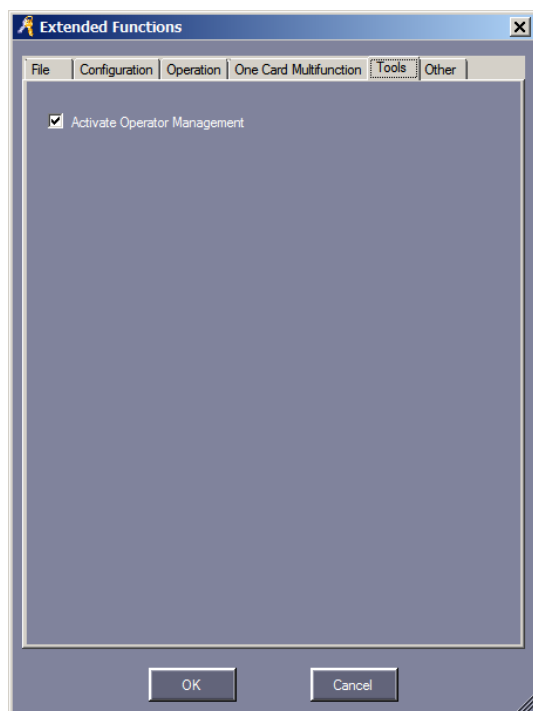 Extended Functions
File Configuration Operation One Card Multifunction Tools Other
Activate Operator Management
OK Cancel